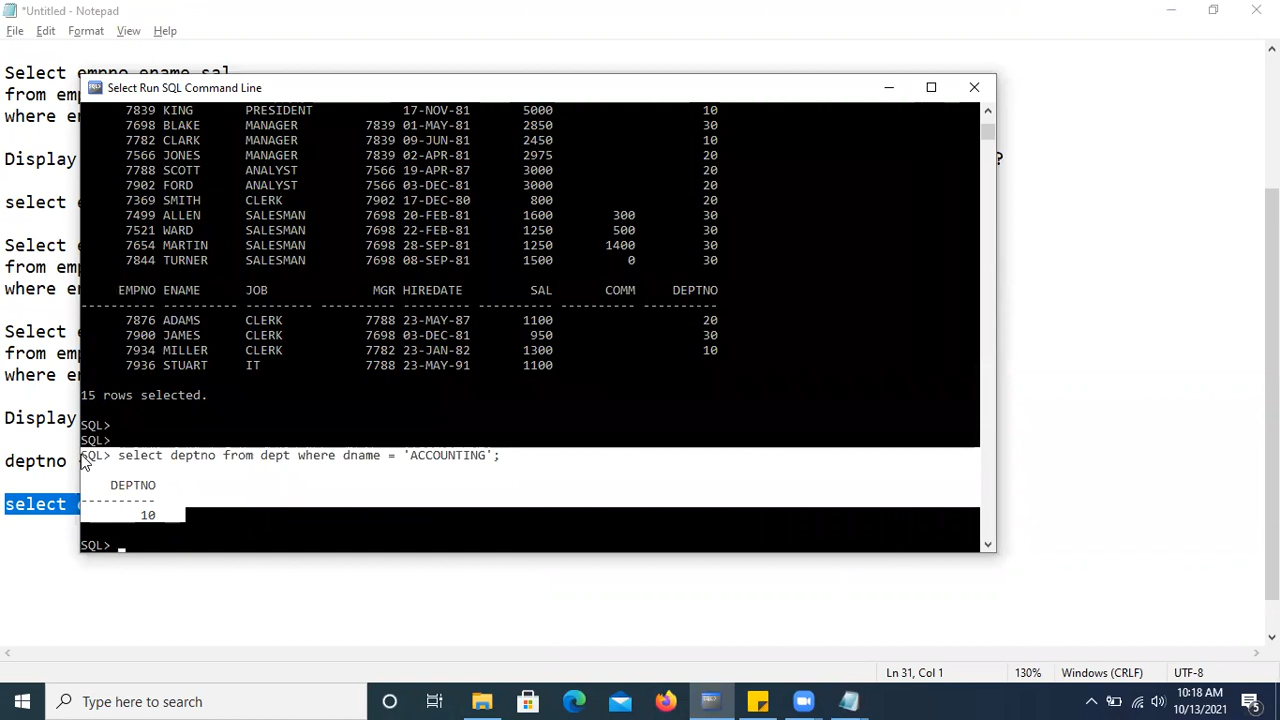 *Untitled - Notepad
File Edit Format View Help
Select empno ename sal
from emp
where en
Display ?
select e
Select e
from emp
where en
Select e
from emp
where en
Display
deptno
select
Select Run SQL Command Line
7839 KING PRESIDENT 17-NOV-81 5000 10
7698 BLAKE MANAGER 7839 01-MAY-81 2850 30
7782 CLARK MANAGER 7839 09-JUN-81 2450 10
7566 JONES MANAGER 7839 02-APR-81 2975 20
7788 SCOTT ANALYST 7566 19-APR-87 3000 20
7902 FORD ANALYST 7566 03-DEC-81 3000 20
7369 SMITH CLERK 7902 17-DEC-80 800 20
7499 ALLEN SALESMAN 7698 20-FEB-81 1600 300 30
7521 WARD SALESMAN 7698 22-FEB-81 1250 500 30
7654 MARTIN SALESMAN 7698 28-SEP-81 1250 1400 30
7844 TURNER SALESMAN 7698 08-SEP-81 1500 0 30
EMPNO ENAME JOB MGR HIREDATE SAL COMM DEPTNO
---------- ---------- --------- ---------- --------- ---------- ---------- ----------
7876 ADAMS CLERK 7788 23-MAY-87 1100 20
7900 JAMES CLERK 7698 03-DEC-81 950 30
7934 MILLER CLERK 7782 23-JAN-82 1300 10
7936 STUART IT 7788 23-MAY-91 1100
15 rows selected.
SQL>
SQL>
SQL> select deptno from dept where dname = 'ACCOUNTING';
DEPTNO
----------
10
SQL>
Ln 31, Col 1 130% Windows (CRLF) UTF-8
Type here to search
10:18 AM
10/13/2021
5